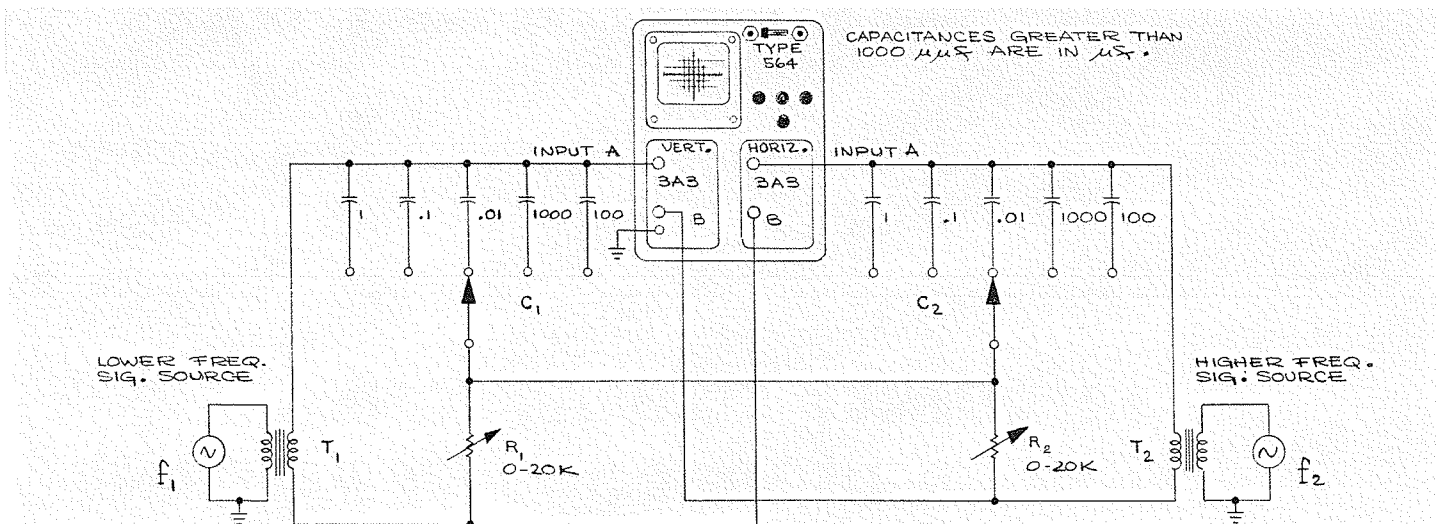 TYPE
564
CAPACITANCES GREATER THAN
1000 μμf ARE IN μf.
INPUT A
VERT.
HORIZ.
INPUT A
3A3
3A3
B
B
1
.1
.01
1000
100
1
.1
.01
1000
100
C₁
C₂
LOWER FREQ.
SIG. SOURCE
HIGHER FREQ.
SIG. SOURCE
f₁
T₁
R₁
0-20K
R₂
0-20K
T₂
f₂